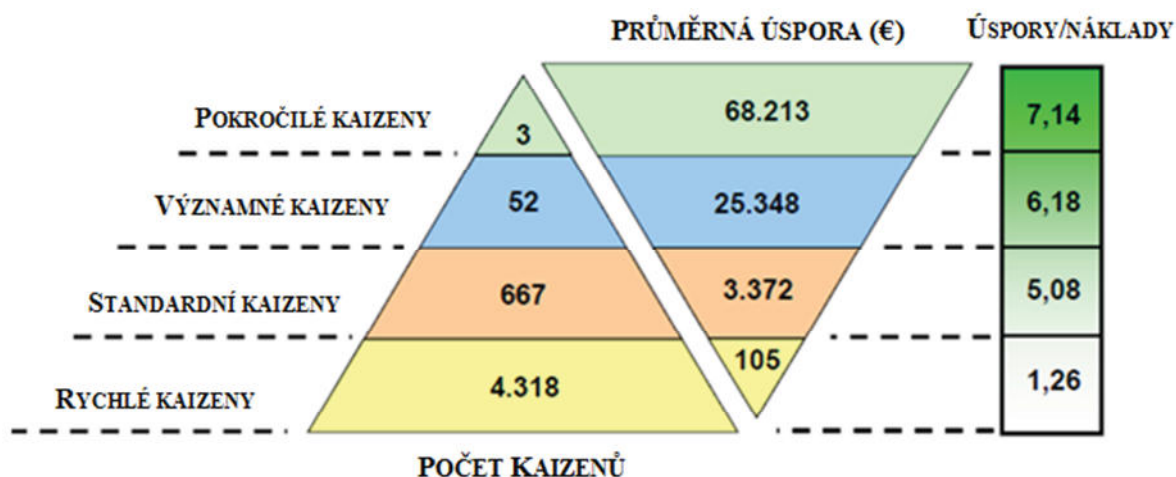 PRŮMĚRNÁ ÚSPORA (€)
ÚSPORY/NÁKLADY
POKROČILÉ KAIZENY
3
68.213
7,14
VÝZNAMNÉ KAIZENY
52
25.348
6,18
STANDARDNÍ KAIZENY
667
3.372
5,08
RYCHLÉ KAIZENY
4.318
105
1,26
POČET KAIZENŮ